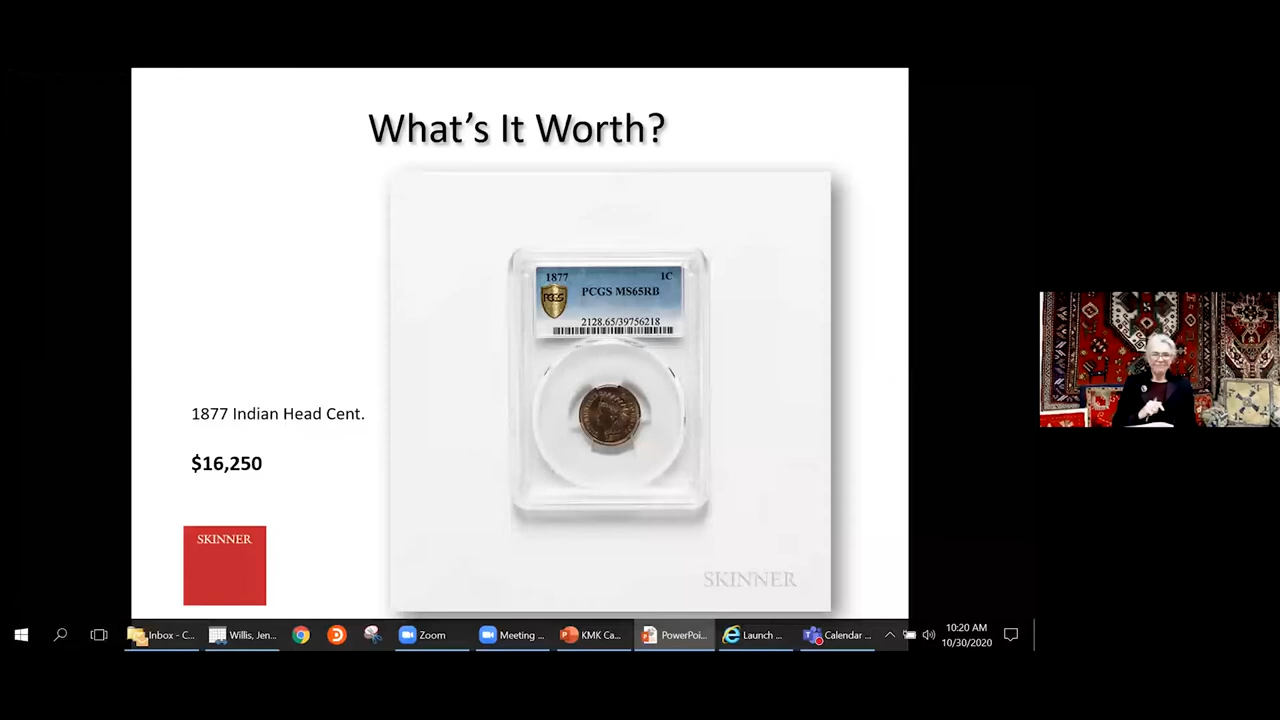 What's It Worth?
1877 1C
PCGS PCGS MS65RB
2128.65/39756218
1877 Indian Head Cent.
$16,250
SKINNER
SKINNER
Inbox - C...
Willis, Jen...
Zoom
Meeting ...
KMK Ca...
PowerPoi...
Launch ...
Calendar ...
10:20 AM
10/30/2020